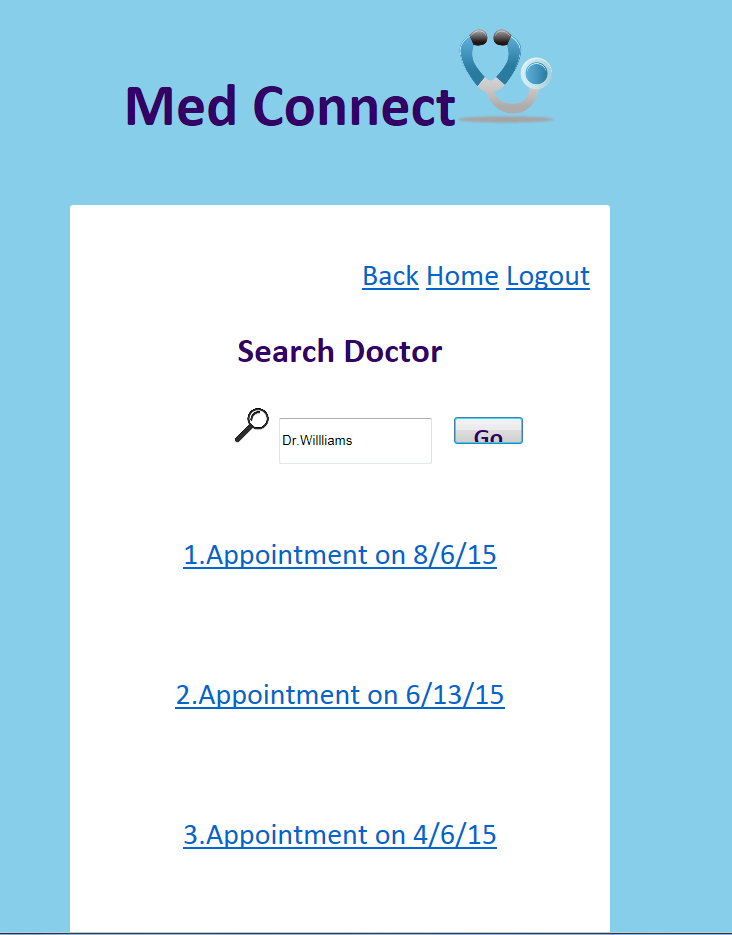 Med Connect
Back Home Logout
Search Doctor
Dr.Willliams
Go
1.Appointment on 8/6/15
2.Appointment on 6/13/15
3.Appointment on 4/6/15